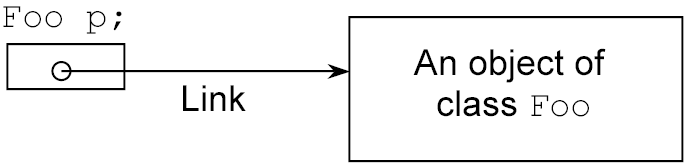 Foo p;
Link
An object of
class Foo